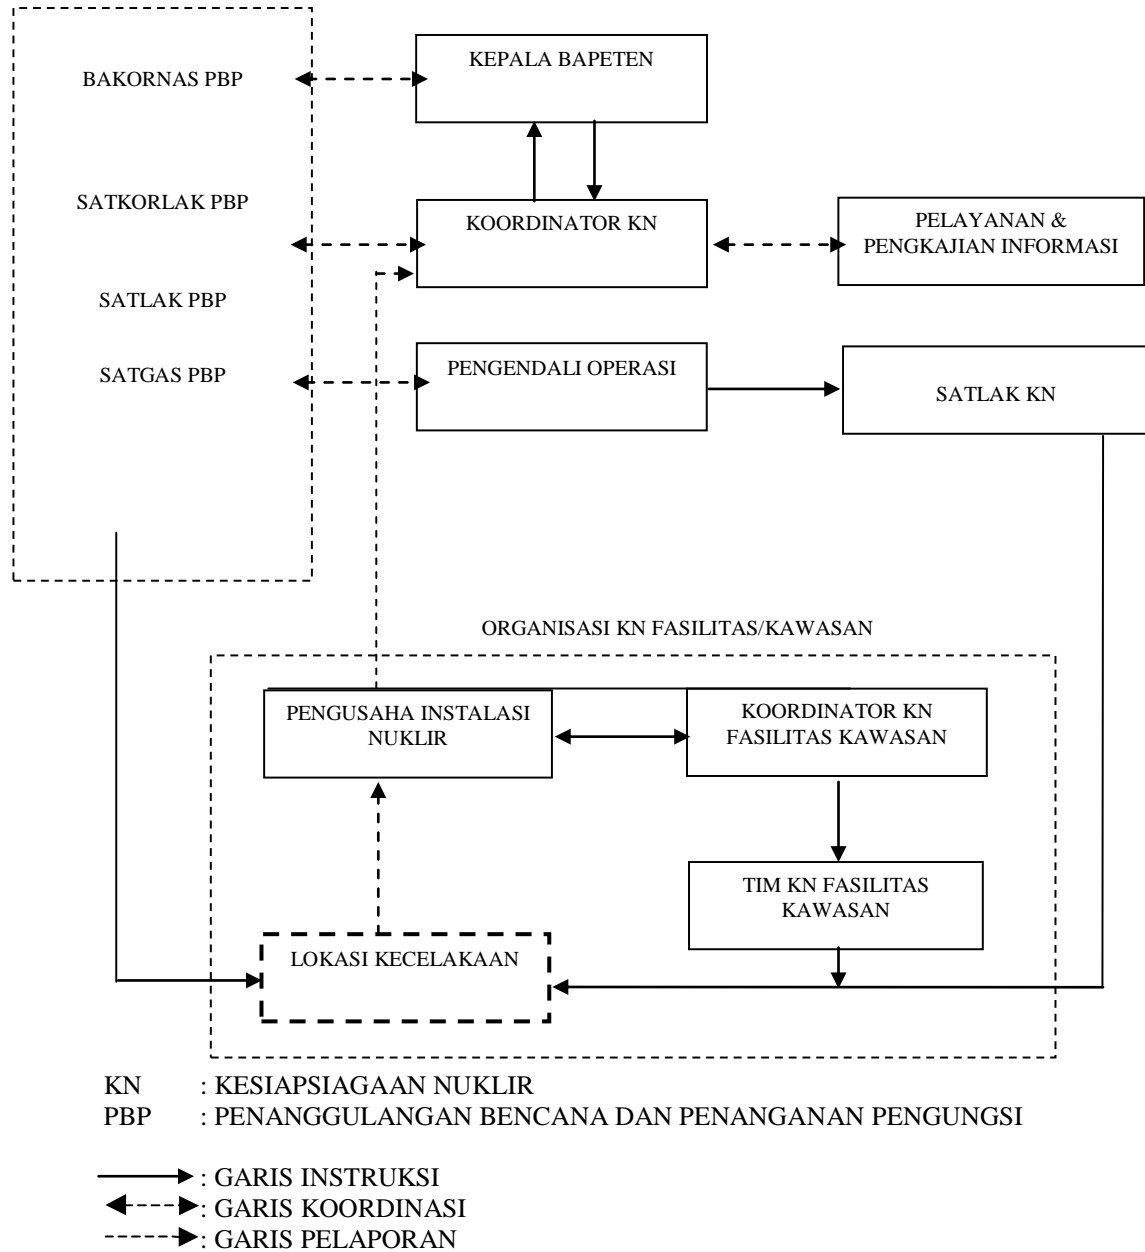 BAKORNAS PBP
SATKORLAK PBP
SATLAK PBP
SATGAS PBP
KEPALA BAPETEN
KOORDINATOR KN
PELAYANAN &
PENGKAJIAN INFORMASI
PENGENDALI OPERASI
SATLAK KN
ORGANISASI KN FASILITAS/KAWASAN
PENGUSAHA INSTALASI
NUKLIR
KOORDINATOR KN
FASILITAS KAWASAN
TIM KN FASILITAS
KAWASAN
LOKASI KECELAKAAN
KN : KESIAPSIAGAAN NUKLIR
PBP : PENANGGULANGAN BENCANA DAN PENANGANAN PENGUNGSI
: GARIS INSTRUKSI
: GARIS KOORDINASI
: GARIS PELAPORAN